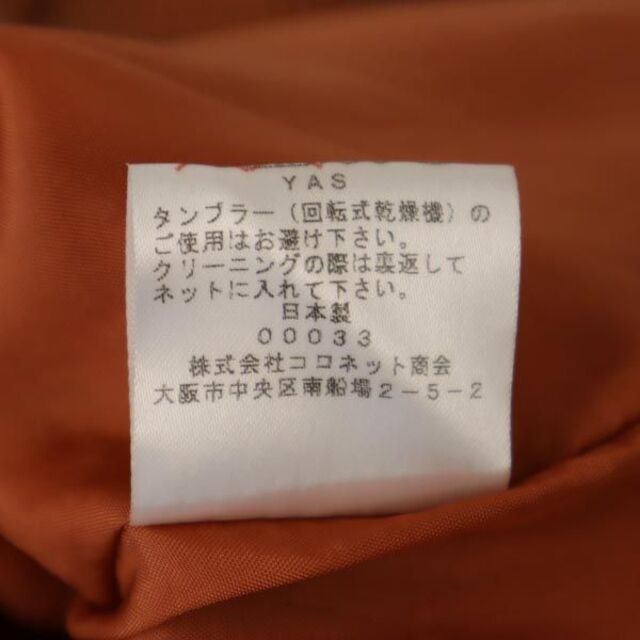 YAS
タンブラー(回転式乾燥機)の
ご使用はお避け下さい。
クリーニングの際は裏返して
ネットに入れて下さい。
日本製
00033
株式会社コロネット商会
大阪市中央区南船場2-5-2